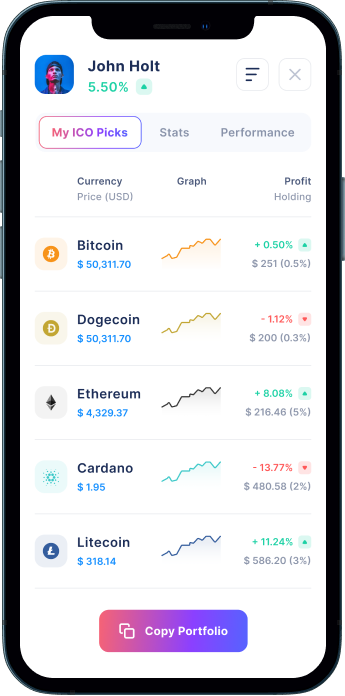 John Holt
5.50%
My ICO Picks Stats Performance
Currency Graph Profit
Price (USD) Holding
Bitcoin + 0.50%
$ 50,311.70 $ 251 (0.5%)
Dogecoin - 1.12%
$ 50,311.70 $ 200 (0.3%)
Ethereum + 8.08%
$ 4,329.37 $ 216.46 (5%)
Cardano - 13.77%
$ 1.95 $ 480.58 (2%)
Litecoin + 11.24%
$ 318.14 $ 586.20 (3%)
Copy Portfolio